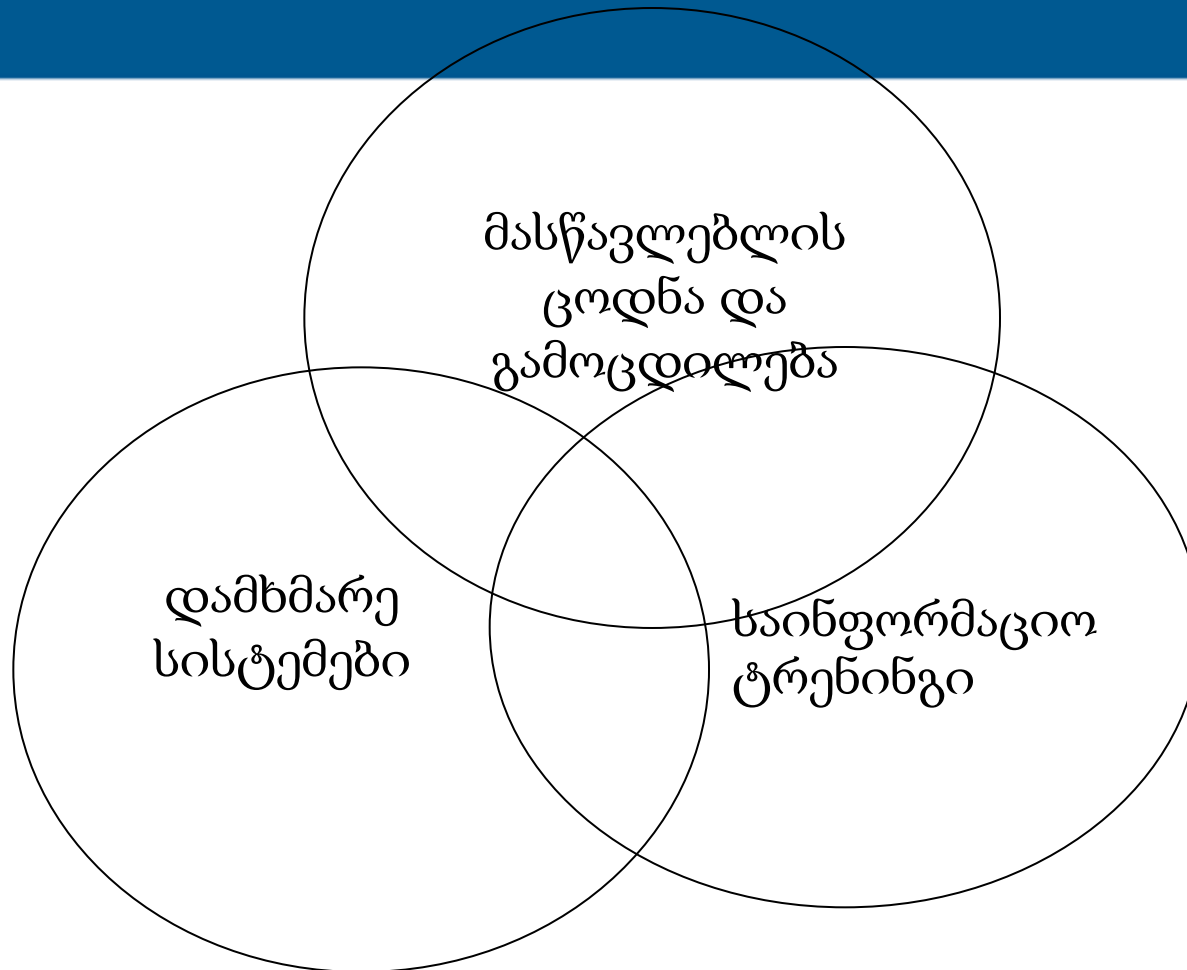 მასწავლებლის
ცოდნა და
გამოცდილება
დამხმარე
სისტემები
საინფორმაციო
ტრენინგი